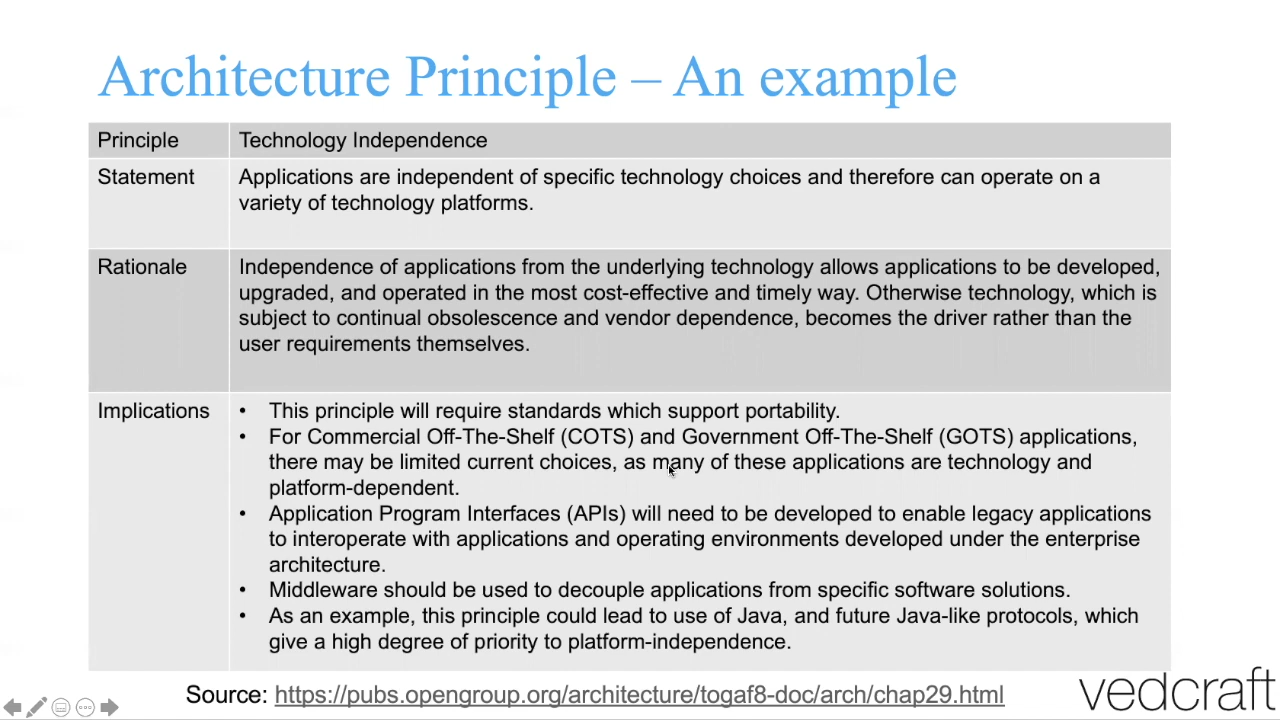 Architecture Principle – An example
Principle
Technology Independence
Statement
Applications are independent of specific technology choices and therefore can operate on a
variety of technology platforms.
Rationale
Independence of applications from the underlying technology allows applications to be developed,
upgraded, and operated in the most cost-effective and timely way. Otherwise technology, which is
subject to continual obsolescence and vendor dependence, becomes the driver rather than the
user requirements themselves.
Implications
• This principle will require standards which support portability.
• For Commercial Off-The-Shelf (COTS) and Government Off-The-Shelf (GOTS) applications,
there may be limited current choices, as many of these applications are technology and
platform-dependent.
• Application Program Interfaces (APIs) will need to be developed to enable legacy applications
to interoperate with applications and operating environments developed under the enterprise
architecture.
• Middleware should be used to decouple applications from specific software solutions.
• As an example, this principle could lead to use of Java, and future Java-like protocols, which
give a high degree of priority to platform-independence.
Source: https://pubs.opengroup.org/architecture/togaf8-doc/arch/chap29.html
vedcraft